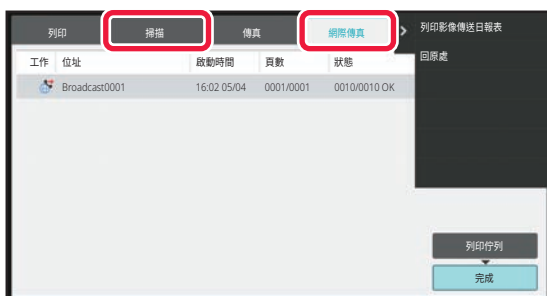 列印 掃描 傳真 網際傳真
工作 位址 啟動時間 頁數 狀態
Broadcast0001 16:02 05/04 0001/0001 0010/0010 OK
列印影像傳送日報表
回原處
列印佇列
完成